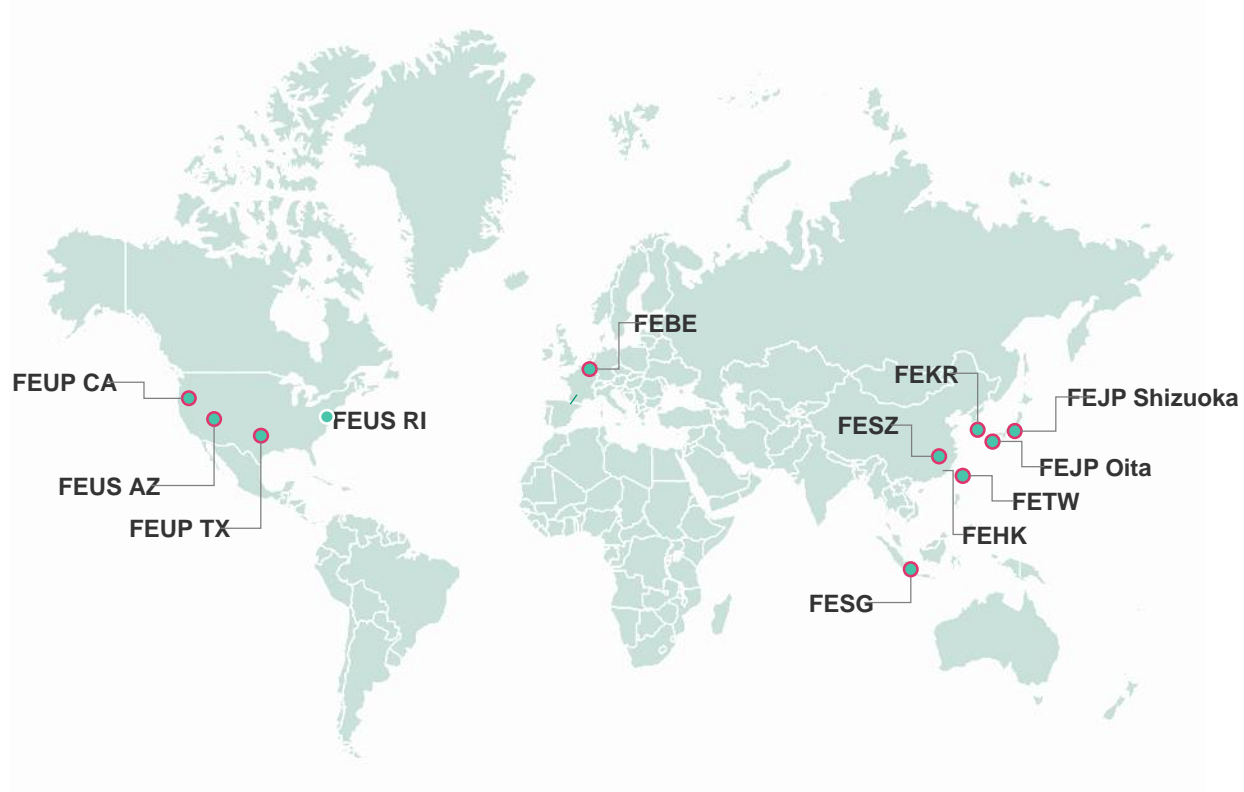 FEBE
FEUP CA
FEKR
FEJP Shizuoka
FEUS RI
FESZ
FEJP Oita
FEUS AZ
FETW
FEUP TX
FEHK
FESG